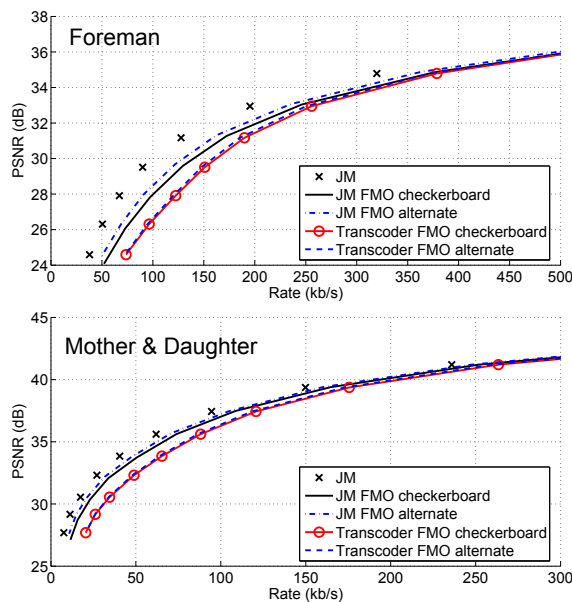 38
36
34
32
30
28
26
24
PSNR (dB)
Foreman
JM
JM FMO checkerboard
JM FMO alternate
Transcoder FMO checkerboard
Transcoder FMO alternate
0 50 100 150 200 250 300 350 400 450 500
Rate (kb/s)
45
40
35
30
25
PSNR (dB)
Mother & Daughter
JM
JM FMO checkerboard
JM FMO alternate
Transcoder FMO checkerboard
Transcoder FMO alternate
0 50 100 150 200 250 300
Rate (kb/s)